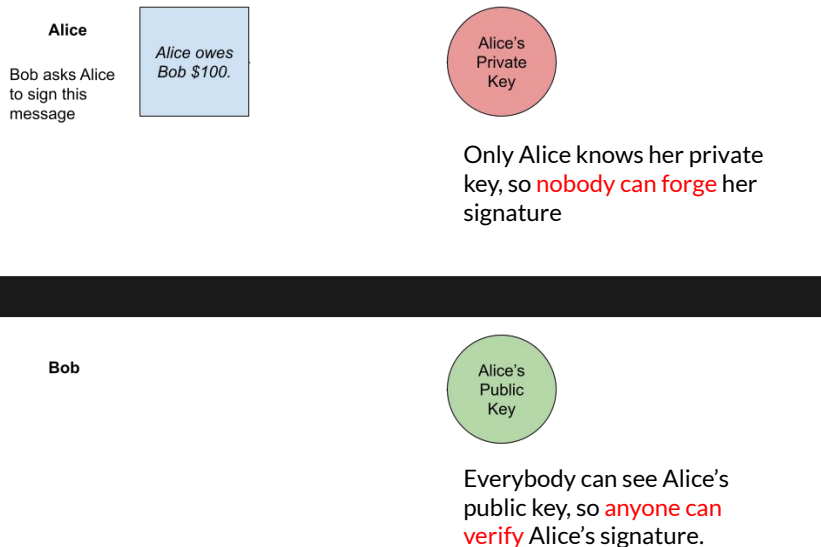 Alice
Bob asks Alice
to sign this
message
Alice owes
Bob $100.
Alice's
Private
Key
Only Alice knows her private
key, so nobody can forge her
signature
Bob
Alice's
Public
Key
Everybody can see Alice's
public key, so anyone can
verify Alice's signature.